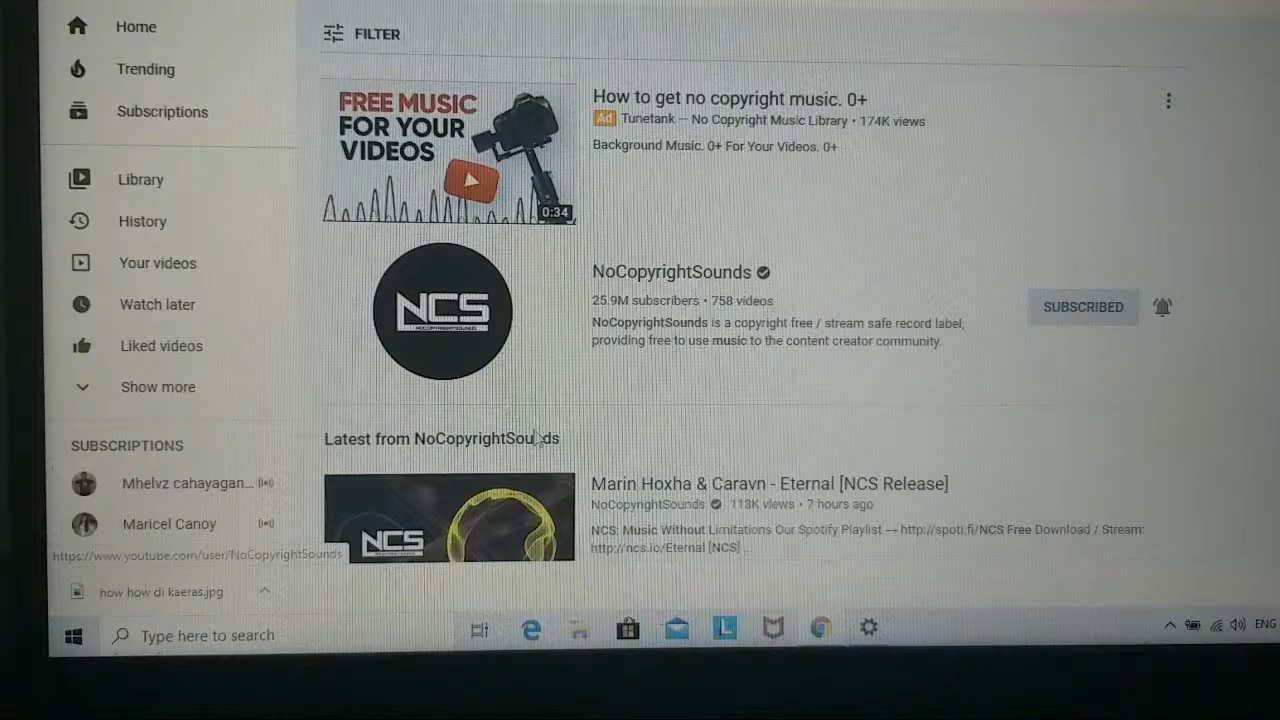 Home
Trending
Subscriptions
Library
History
Your videos
Watch later
Liked videos
Show more
SUBSCRIPTIONS
Mhelvz cahayagan...
Maricel Canoy
https://www.youtube.com/user/NoCopyrightSounds
how how di kaeras.jpg
FILTER
FREE MUSIC
FOR YOUR
VIDEOS
0:34
How to get no copyright music. 0+
Ad Tunetank — No Copyright Music Library • 174K views
Background Music. 0+ For Your Videos. 0+
NCS
NOCOPYRIGHTSOUNDS
NoCopyrightSounds
25.9M subscribers • 758 videos
NoCopyrightSounds is a copyright free / stream safe record label,
providing free to use music to the content creator community.
SUBSCRIBED
Latest from NoCopyrightSounds
NCS
Marin Hoxha & Caravn - Eternal [NCS Release]
NoCopyrightSounds 113K views • 7 hours ago
NCS: Music Without Limitations Our Spotify Playlist → http://spoti.fi/NCS Free Download / Stream:
http://ncs.io/Eternal [NCS] ...
Type here to search
L
ENG